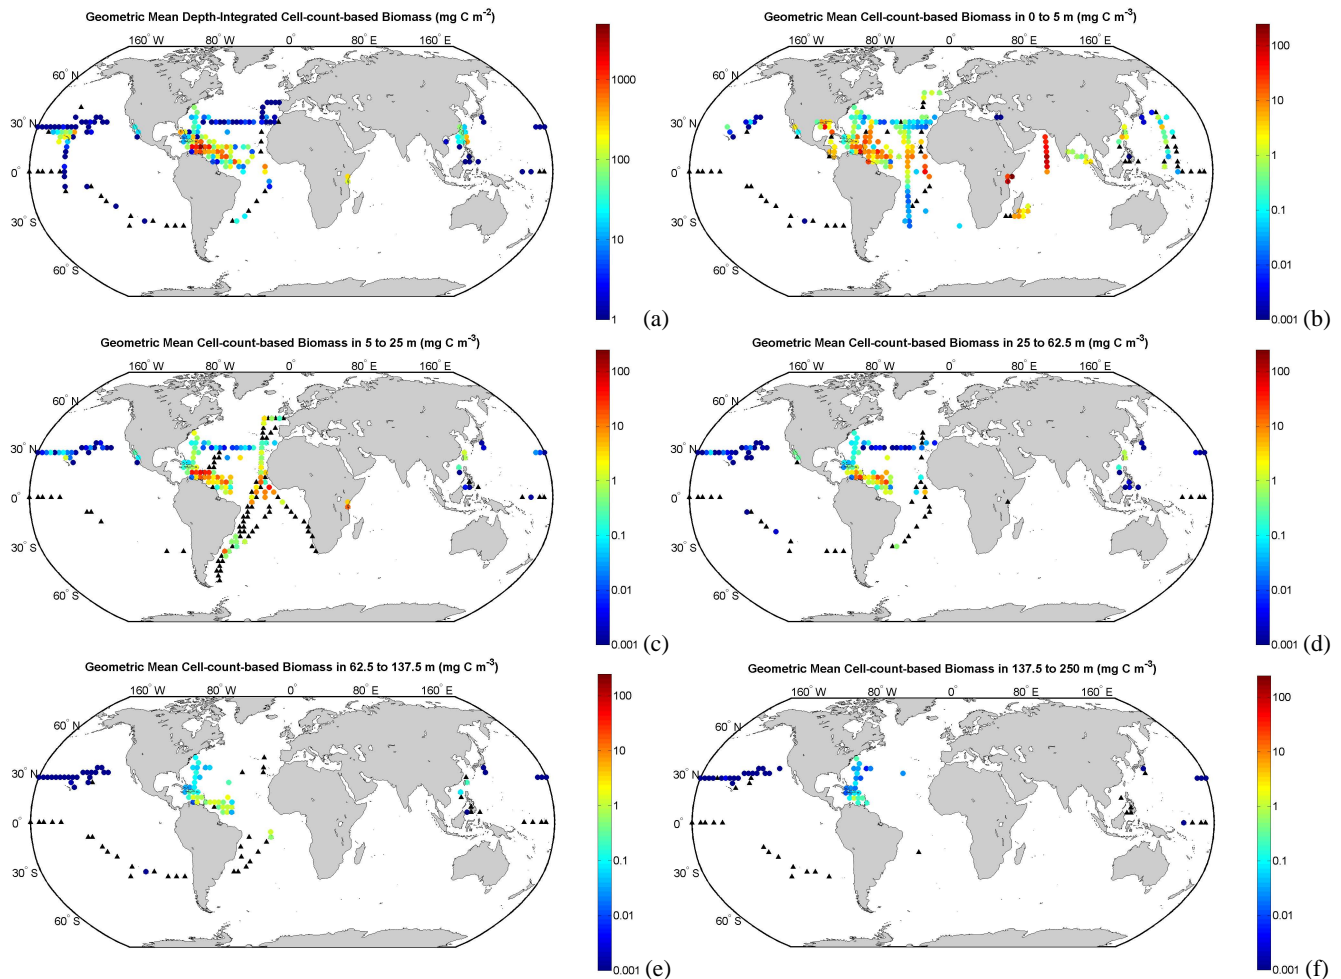 Geometric Mean Depth-Integrated Cell-count-based Biomass (mg C m-2)
160° W 80° W 0° 80° E 160° E
60° N
30° N
0°
30° S
60° S
1000
100
10
1
(a)
Geometric Mean Cell-count-based Biomass in 0 to 5 m (mg C m-3)
160° W 80° W 0° 80° E 160° E
60° N
30° N
0°
30° S
60° S
100
10
1
0.1
0.01
0.001
(b)
Geometric Mean Cell-count-based Biomass in 5 to 25 m (mg C m-3)
160° W 80° W 0° 80° E 160° E
60° N
30° N
0°
30° S
60° S
100
10
1
0.1
0.01
0.001
(c)
Geometric Mean Cell-count-based Biomass in 25 to 62.5 m (mg C m-3)
160° W 80° W 0° 80° E 160° E
60° N
30° N
0°
30° S
60° S
100
10
1
0.1
0.01
0.001
(d)
Geometric Mean Cell-count-based Biomass in 62.5 to 137.5 m (mg C m-3)
160° W 80° W 0° 80° E 160° E
60° N
30° N
0°
30° S
60° S
100
10
1
0.1
0.01
0.001
(e)
Geometric Mean Cell-count-based Biomass in 137.5 to 250 m (mg C m-3)
160° W 80° W 0° 80° E 160° E
60° N
30° N
0°
30° S
60° S
100
10
1
0.1
0.01
0.001
(f)